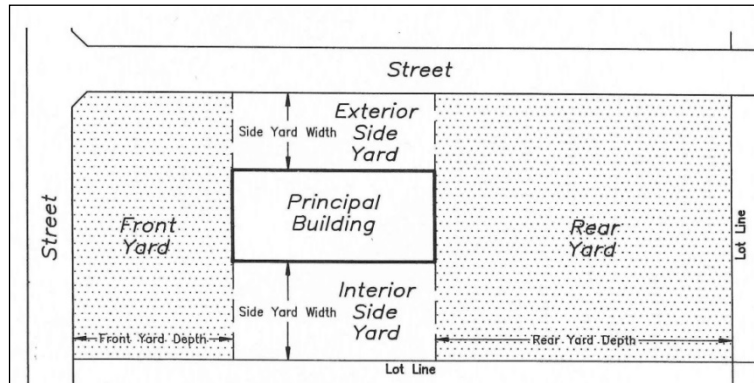 Street
Exterior
Side
Yard
Side Yard Width
Principal
Building
Street
Front
Yard
Rear
Yard
Lot Line
Interior
Side
Yard
Side Yard Width
Front Yard Depth
Rear Yard Depth
Lot Line